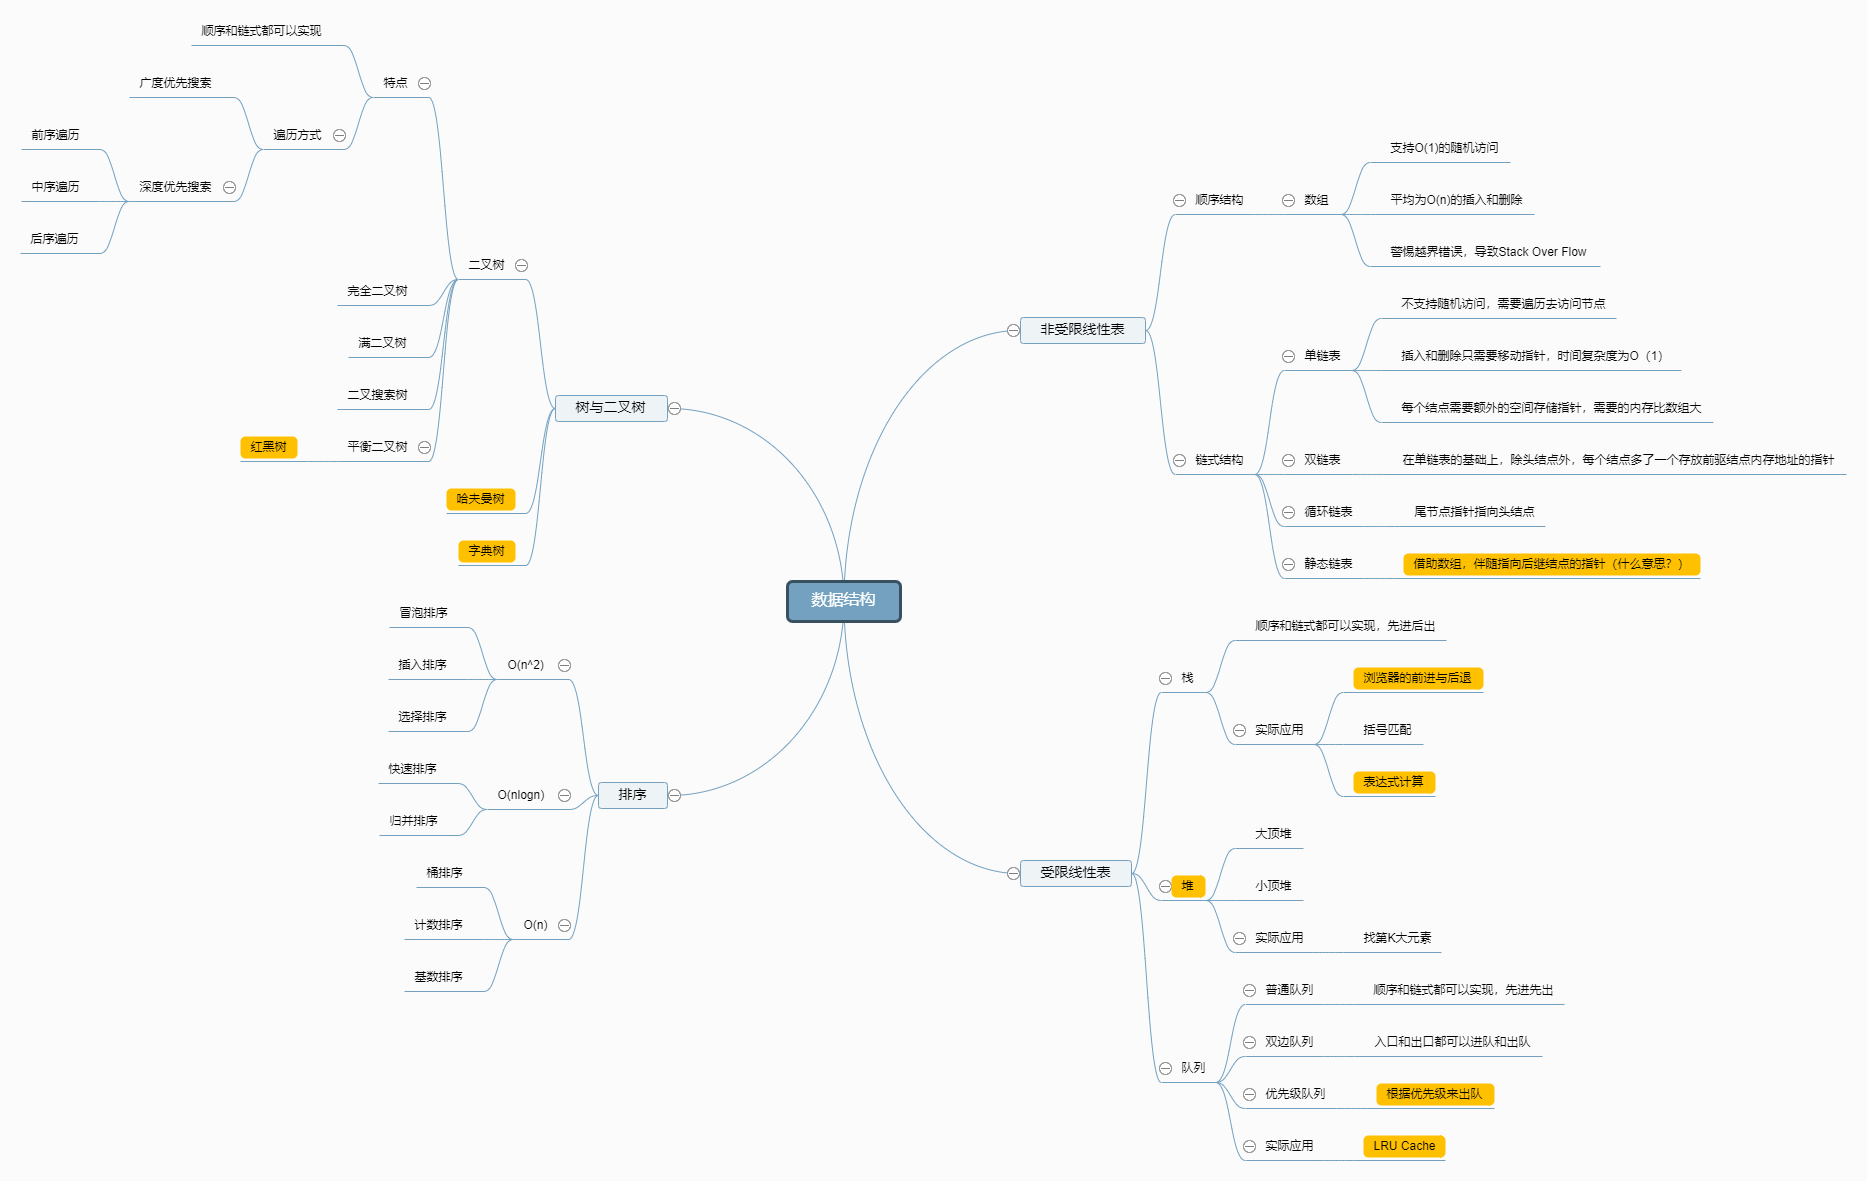 数据结构
非受限线性表
顺序结构
数组
支持O(1)的随机访问
平均为O(n)的插入和删除
警惕越界错误，导致Stack Over Flow
链式结构
单链表
不支持随机访问，需要遍历去访问节点
插入和删除只需要移动指针，时间复杂度为O（1）
每个结点需要额外的空间存储指针，需要的内存比数组大
双链表
在单链表的基础上，除头结点外，每个结点多了一个存放前驱结点内存地址的指针
循环链表
尾节点指针指向头结点
静态链表
借助数组，伴随指向后继结点的指针（什么意思？）
受限线性表
栈
顺序和链式都可以实现，先进后出
实际应用
浏览器的前进与后退
括号匹配
表达式计算
堆
大顶堆
小顶堆
实际应用
找第K大元素
队列
普通队列
顺序和链式都可以实现，先进先出
双边队列
入口和出口都可以进队和出队
优先级队列
根据优先级来出队
实际应用
LRU Cache
树与二叉树
二叉树
特点
顺序和链式都可以实现
遍历方式
广度优先搜索
深度优先搜索
前序遍历
中序遍历
后序遍历
完全二叉树
满二叉树
二叉搜索树
平衡二叉树
红黑树
哈夫曼树
字典树
排序
O(n^2)
冒泡排序
插入排序
选择排序
O(nlogn)
快速排序
归并排序
O(n)
桶排序
计数排序
基数排序